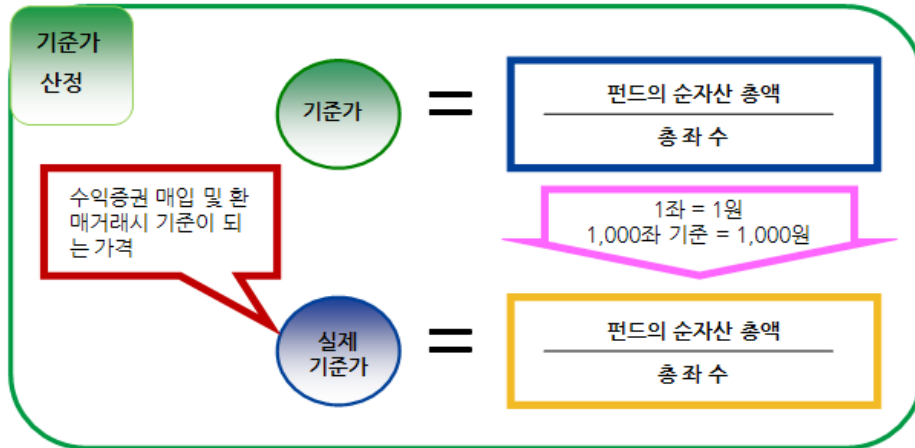 기준가
산정
기준가
=
펀드의 순자산 총액
총 좌 수
수익증권 매입 및 환
매거래시 기준이 되
는 가격
1좌 = 1원
1,000좌 기준 = 1,000원
실제
기준가
=
펀드의 순자산 총액
총 좌 수